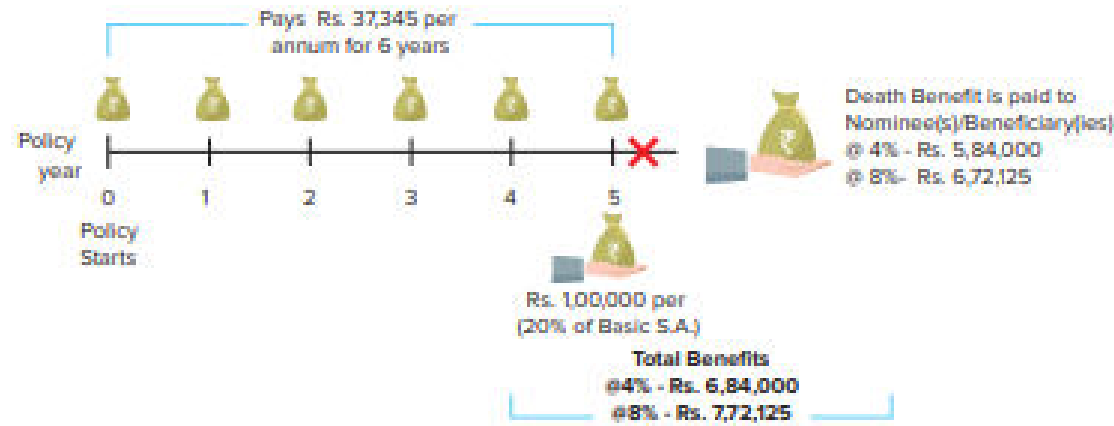 Pays Rs. 37,345 per
annum for 6 years
Policy
year
0 1 2 3 4 5
Policy
Starts
Death Benefit is paid to
Nominee(s)/Beneficiary(ies)
@ 4% - Rs. 5,84,000
@ 8%- Rs. 6,72,125
Rs. 1,00,000 per
(20% of Basic S.A.)
Total Benefits
@4% - Rs. 6,84,000
@8% - Rs. 7,72,125